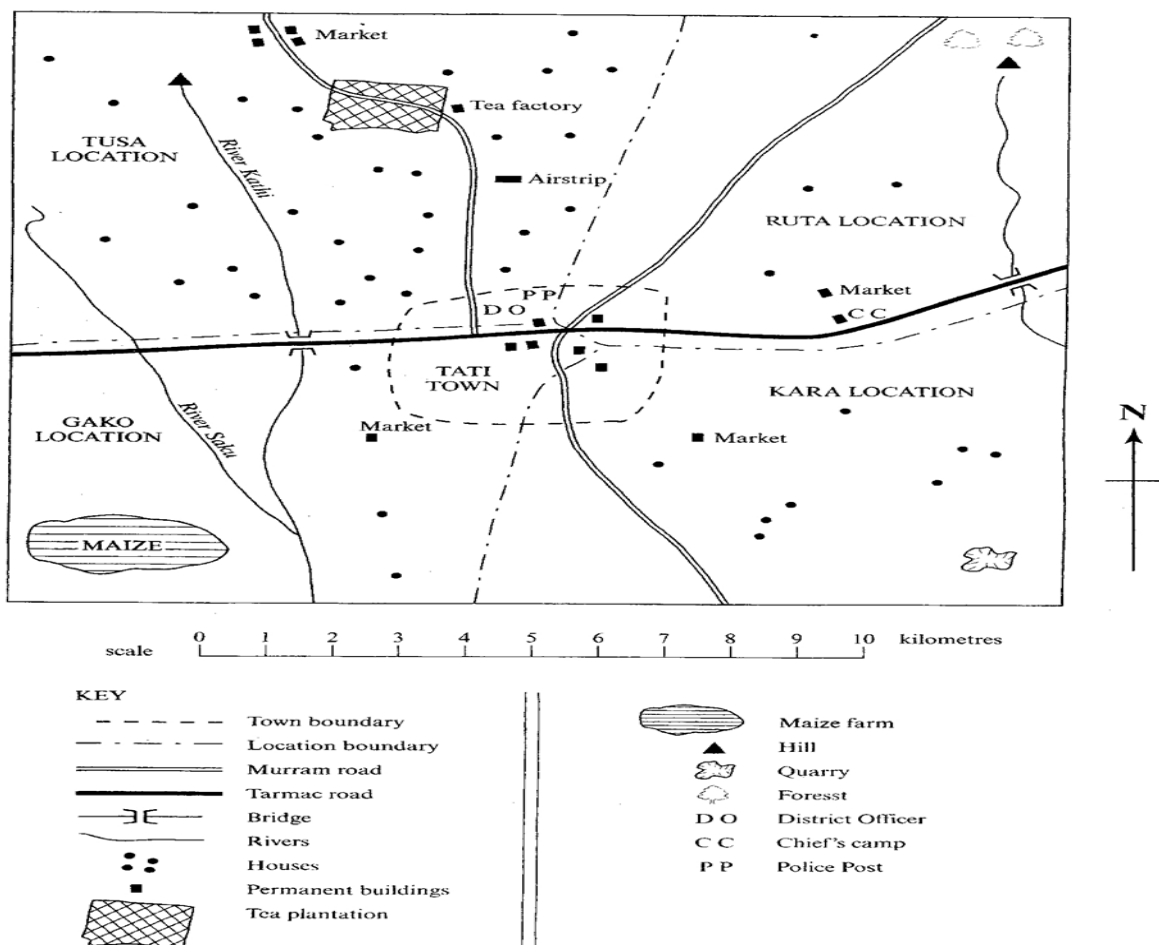 Market
Tea factory
TUSA
LOCATION
River Kathi
Airstrip
RUTA LOCATION
P P
D O
Market
C C
TATI
TOWN
KARA LOCATION
GAKO
LOCATION
River Saku
Market
Market
N
MAIZE
scale 0 1 2 3 4 5 6 7 8 9 10 kilometres
KEY
Town boundary
Location boundary
Murram road
Tarmac road
Bridge
Rivers
Houses
Permanent buildings
Tea plantation
Maize farm
Hill
Quarry
Foresst
D O District Officer
C C Chief's camp
P P Police Post